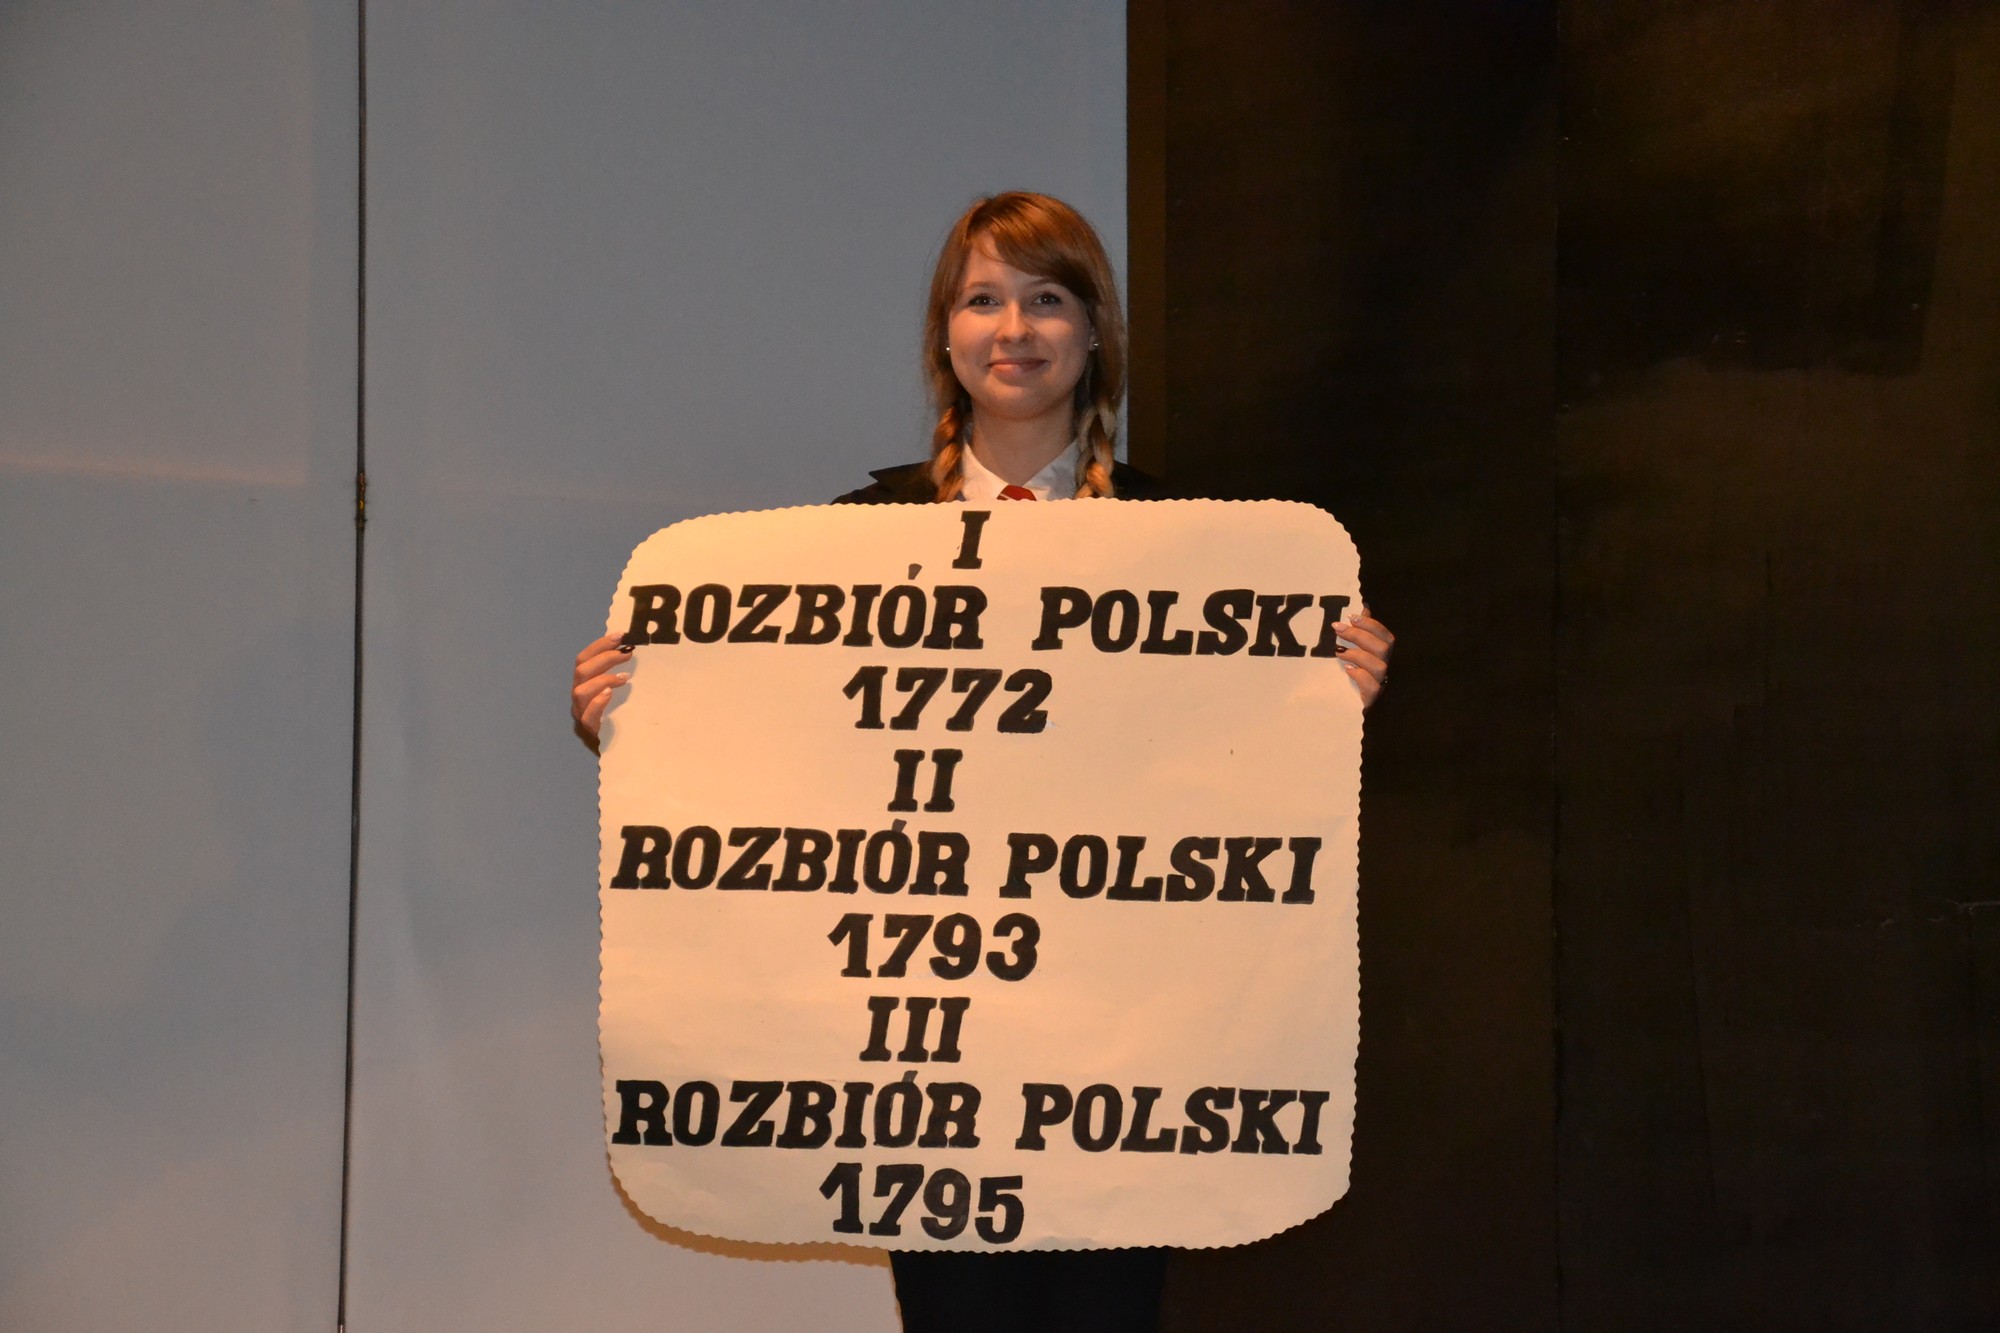 I
ROZBIÓR POLSKI
1772
II
ROZBIÓR POLSKI
1793
III
ROZBIÓR POLSKI
1795